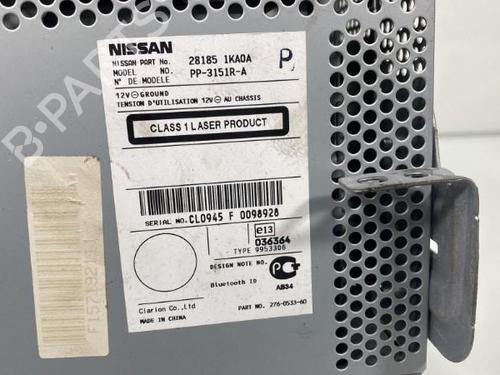 NISSAN
NISSAN PART No. 28185 1KA0A
MODEL NO. PP-3151R-A
N° DE MODELE
P
12V⊖GROUND
TENSION D'UTILISATION 12V⊖ AU CHASSIS
CLASS 1 LASER PRODUCT
SERIAL NO. CL0945 F 0098928
e13
036364
TYPE 9953306
DESIGN NOTE NO.
Bluetooth ID
AB34
Clarion Co.,Ltd
MADE IN CHINA
PART NO. 276-0533-60
B-PARTS